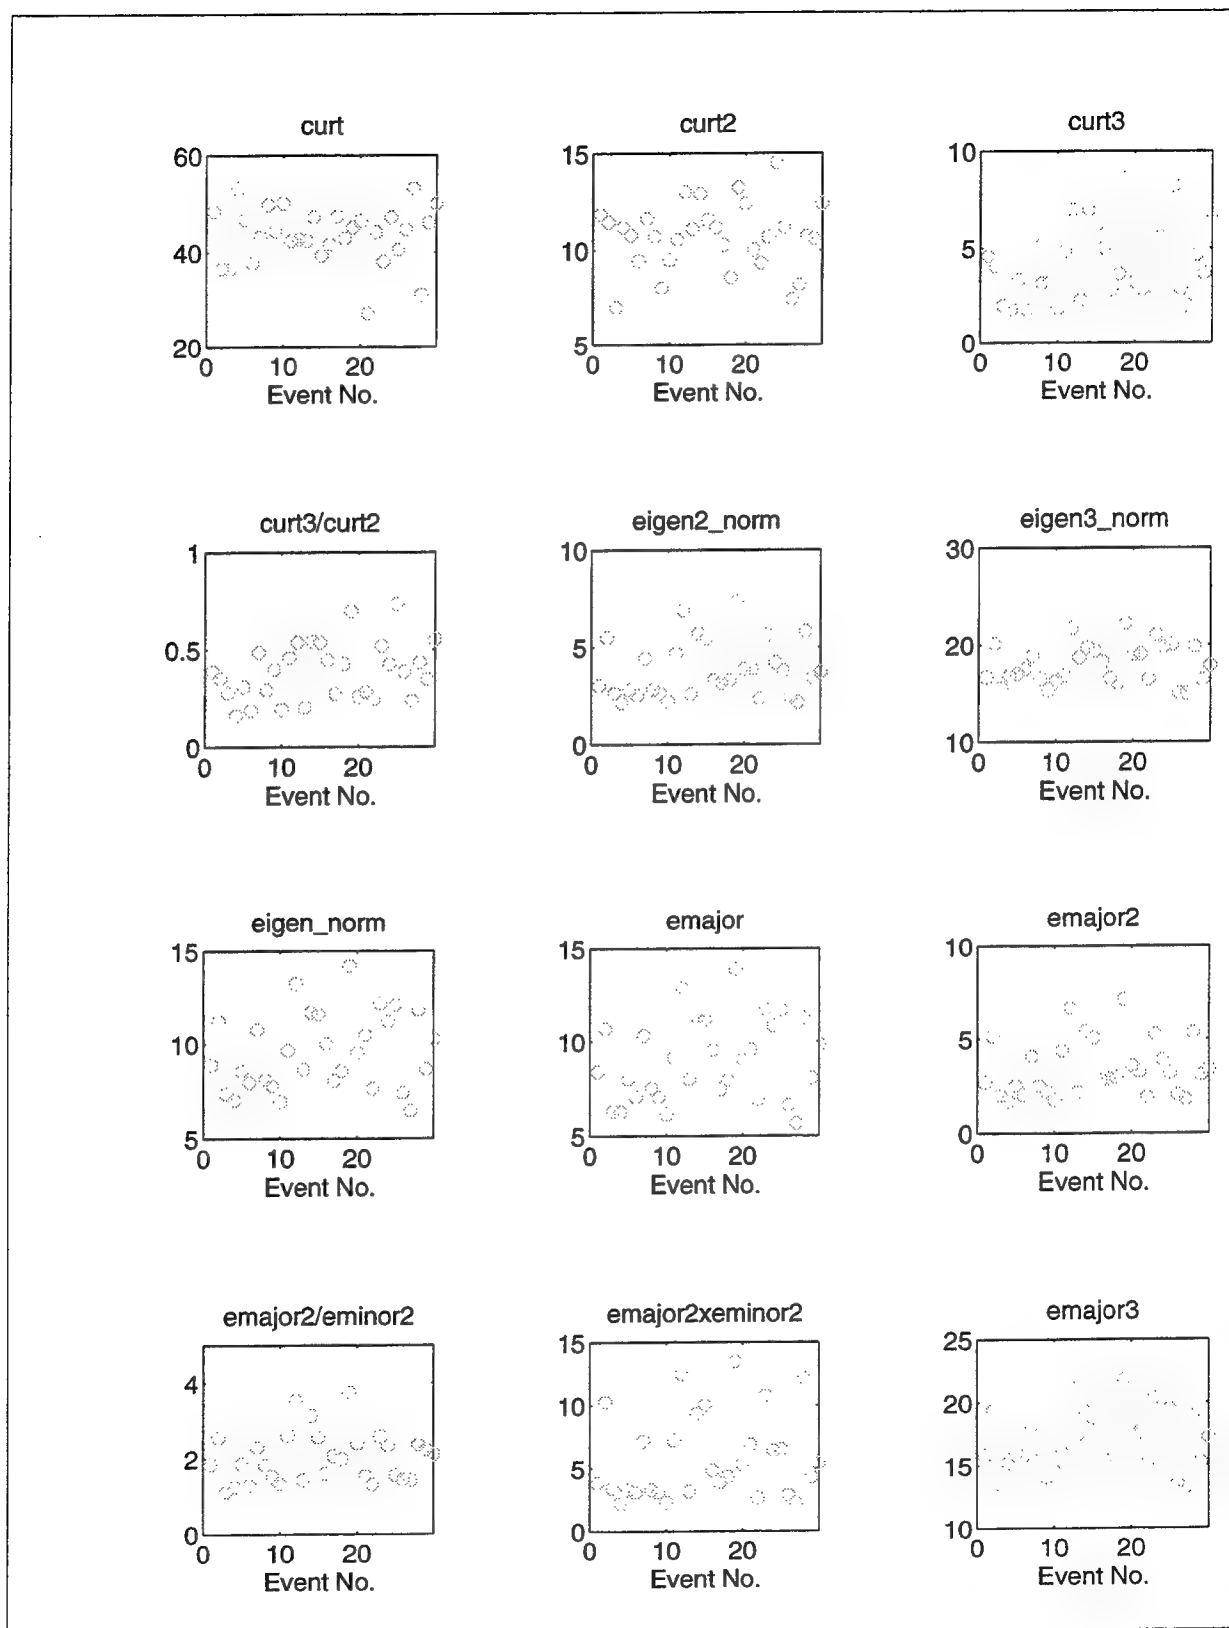 curt curt2 curt3
60 15 10
40 10 5
20 5 0
0 10 20 0 10 20 0 10 20
Event No. Event No. Event No.
curt3/curt2 eigen2_norm eigen3_norm
1 10 30
0.5 5 20
0 0 10
0 10 20 0 10 20 0 10 20
Event No. Event No. Event No.
eigen_norm emajor emajor2
15 15 10
10 10 5
5 5 0
0 10 20 0 10 20 0 10 20
Event No. Event No. Event No.
emajor2/eminor2 emajor2xeminor2 emajor3
4 15 25
2 10 20
0 5 15
0 10
0 10 20 0 10 20 0 10 20
Event No. Event No. Event No.